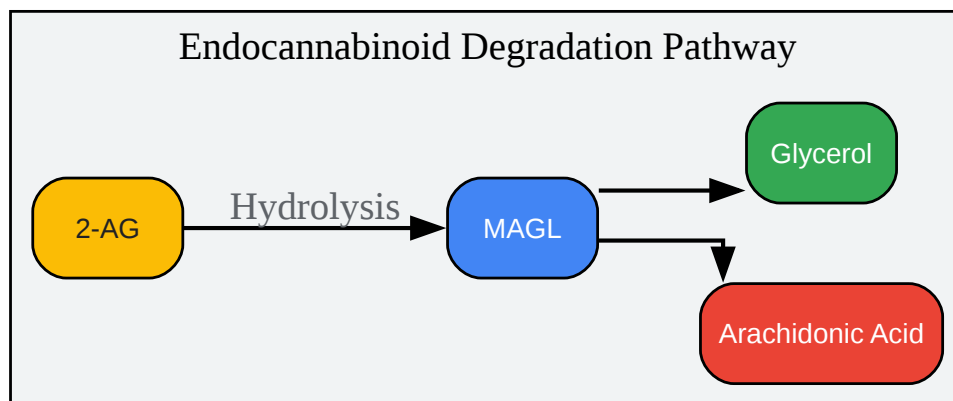 Endocannabinoid Degradation Pathway
Glycerol
2-AG
Hydrolysis
MAGL
Arachidonic Acid